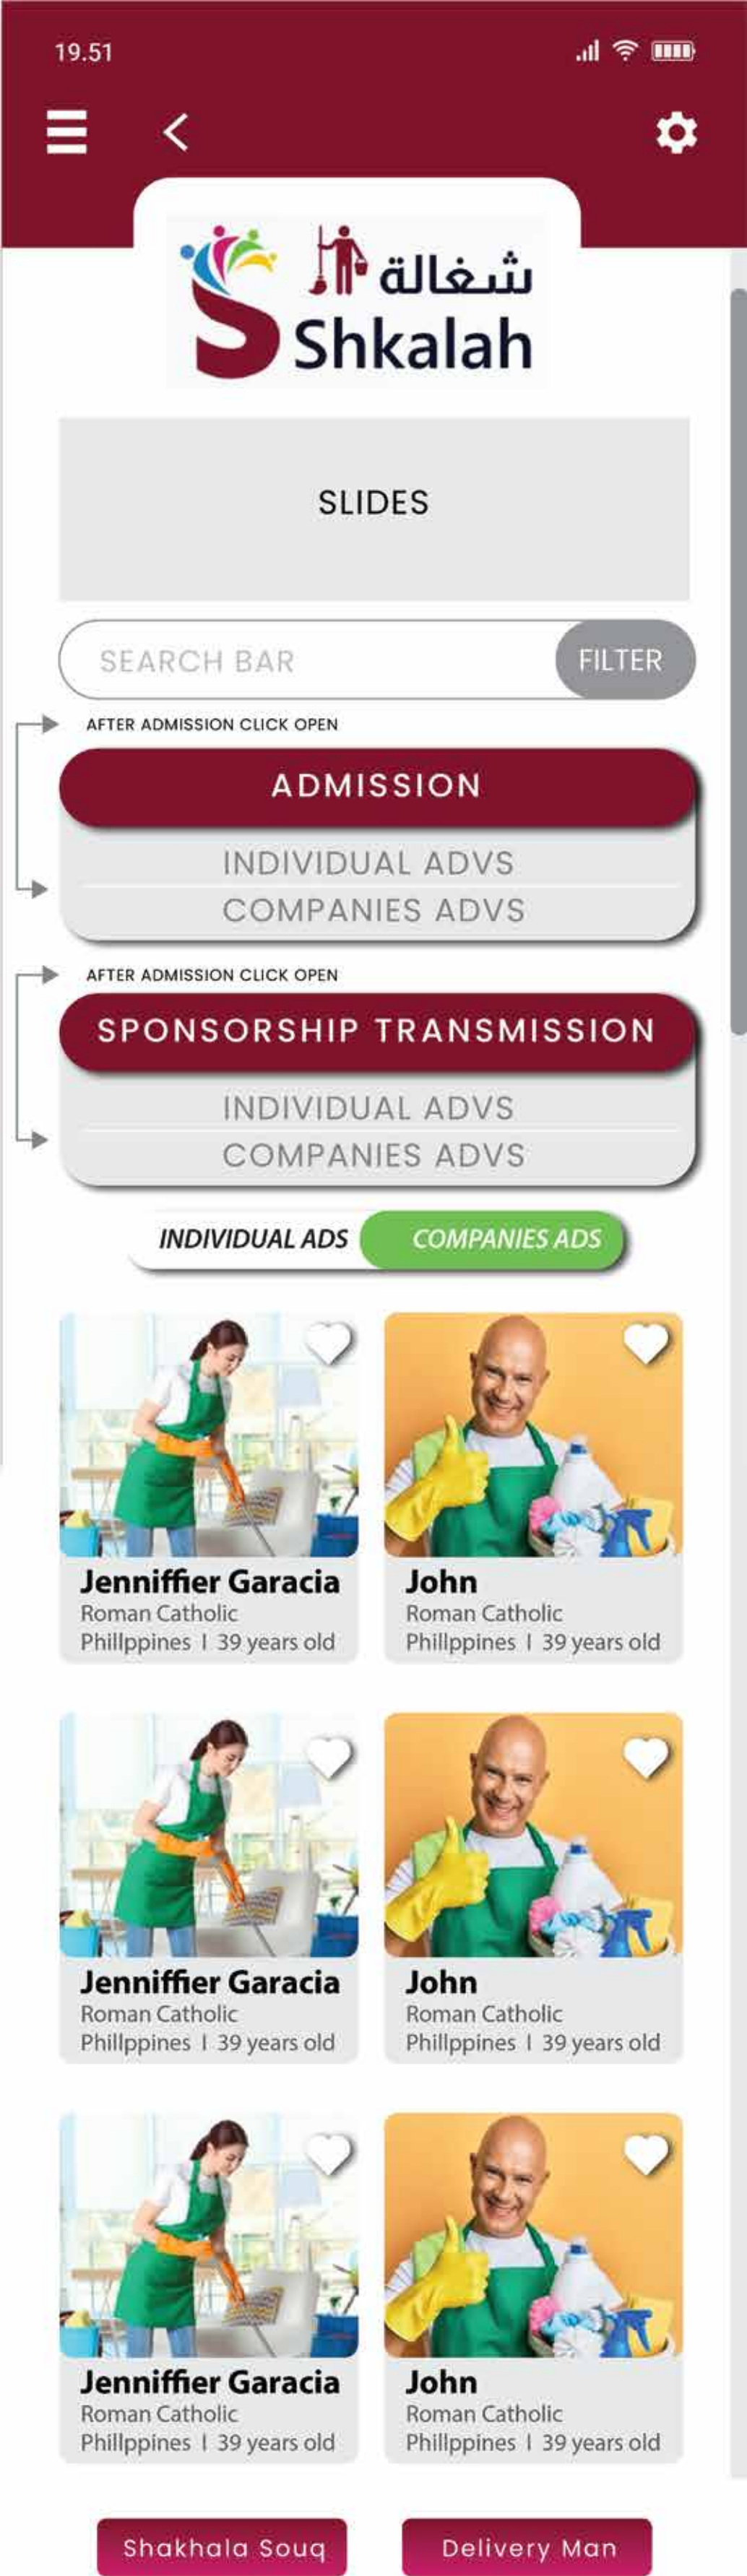 19.51
شغالة
Shkalah
SLIDES
SEARCH BAR FILTER
AFTER ADMISSION CLICK OPEN
ADMISSION
INDIVIDUAL ADVS
COMPANIES ADVS
AFTER ADMISSION CLICK OPEN
SPONSORSHIP TRANSMISSION
INDIVIDUAL ADVS
COMPANIES ADVS
INDIVIDUAL ADS COMPANIES ADS
Jenniffier Garacia
Roman Catholic
Phillppines | 39 years old
John
Roman Catholic
Phillppines | 39 years old
Jenniffier Garacia
Roman Catholic
Phillppines | 39 years old
John
Roman Catholic
Phillppines | 39 years old
Jenniffier Garacia
Roman Catholic
Phillppines | 39 years old
John
Roman Catholic
Phillppines | 39 years old
Shakhala Souq
Delivery Man